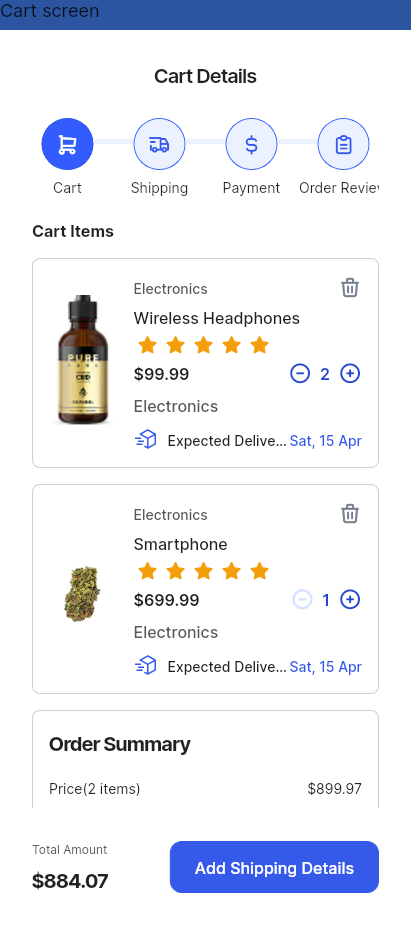 Cart screen
Cart Details
Cart
Shipping
Payment
Order Review
Cart Items
Electronics
Wireless Headphones
$99.99
2
Electronics
Expected Delive... Sat, 15 Apr
PURE
CBD
Electronics
Smartphone
$699.99
1
Electronics
Expected Delive... Sat, 15 Apr
Order Summary
Price(2 items) $899.97
Total Amount
$884.07
Add Shipping Details